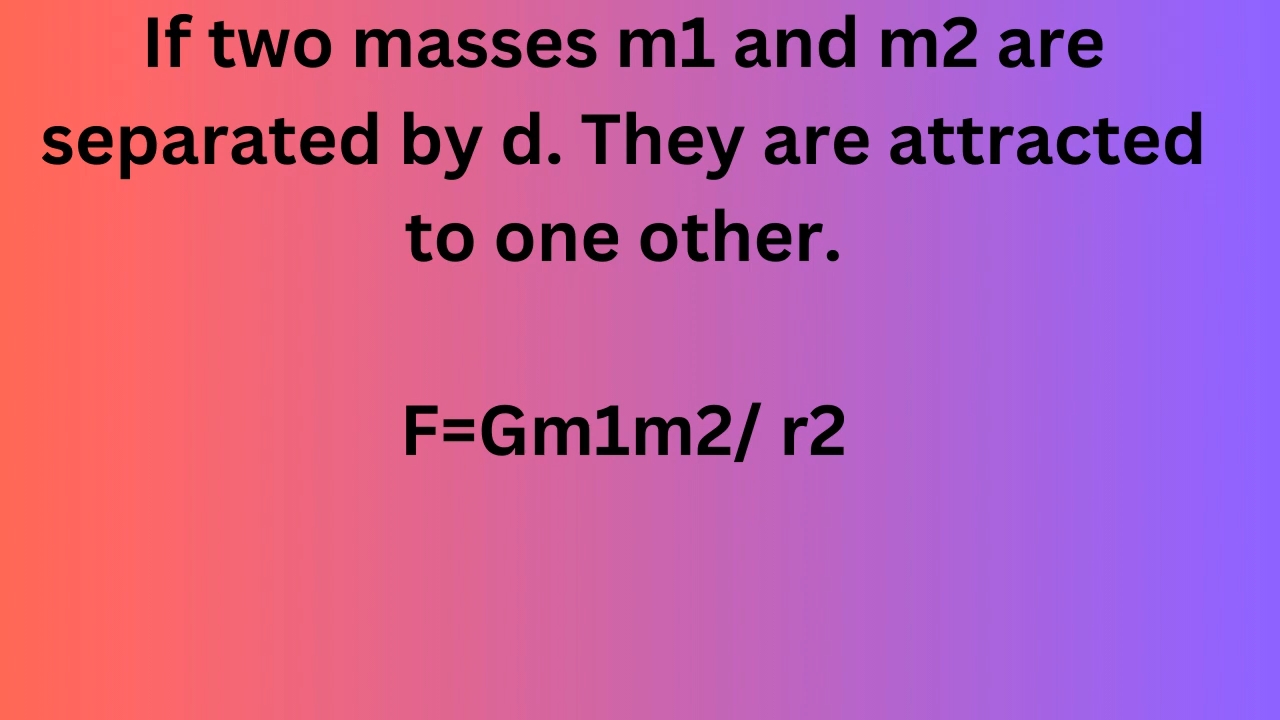 If two masses m1 and m2 are
separated by d. They are attracted
to one other.
F=Gm1m2/ r2